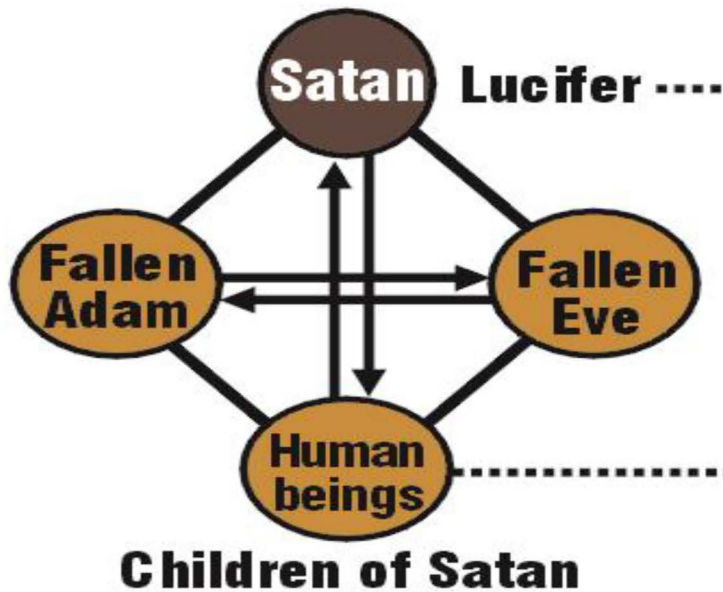 Satan
Lucifer
Fallen
Adam
Fallen
Eve
Human
beings
Children of Satan